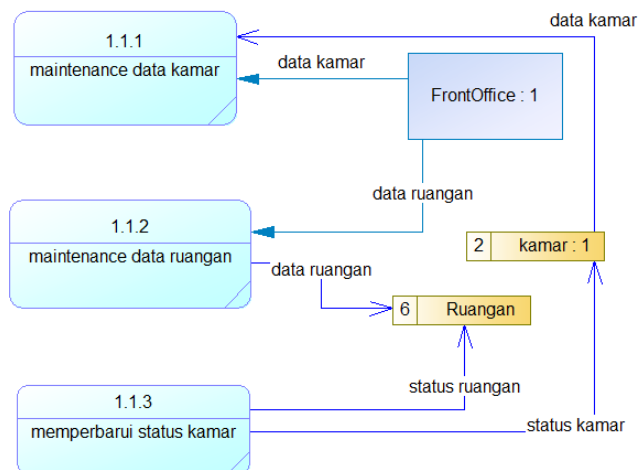 data kamar
1.1.1
maintenance data kamar
data kamar
FrontOffice : 1
data ruangan
1.1.2
maintenance data ruangan
2 kamar : 1
data ruangan
6 Ruangan
status ruangan
1.1.3
memperbarui status kamar
status kamar